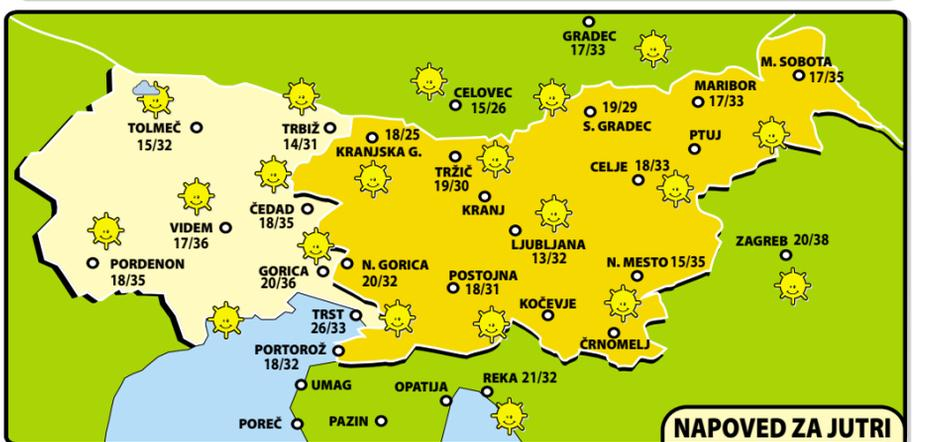 GRADEC
17/33
M. SOBOTA
17/35
CELOVEC
15/26
MARIBOR
17/33
19/29
S. GRADEC
TOLMEČ
15/32
TRBIŽ
14/31
18/25
KRANJSKA G.
PTUJ
TRŽIČ
19/30
CELJE 18/33
KRANJ
ČEDAD
18/35
VIDEM
17/36
LJUBLJANA
13/32
ZAGREB 20/38
PORDENON
18/35
GORICA
20/36
N. GORICA
20/32
POSTOJNA
18/31
N. MESTO 15/35
KOČEVJE
TRST
26/33
ČRNOMELJ
PORTOROŽ
18/32
UMAG
OPATIJA
REKA 21/32
POREČ
PAZIN
NAPOVED ZA JUTRI